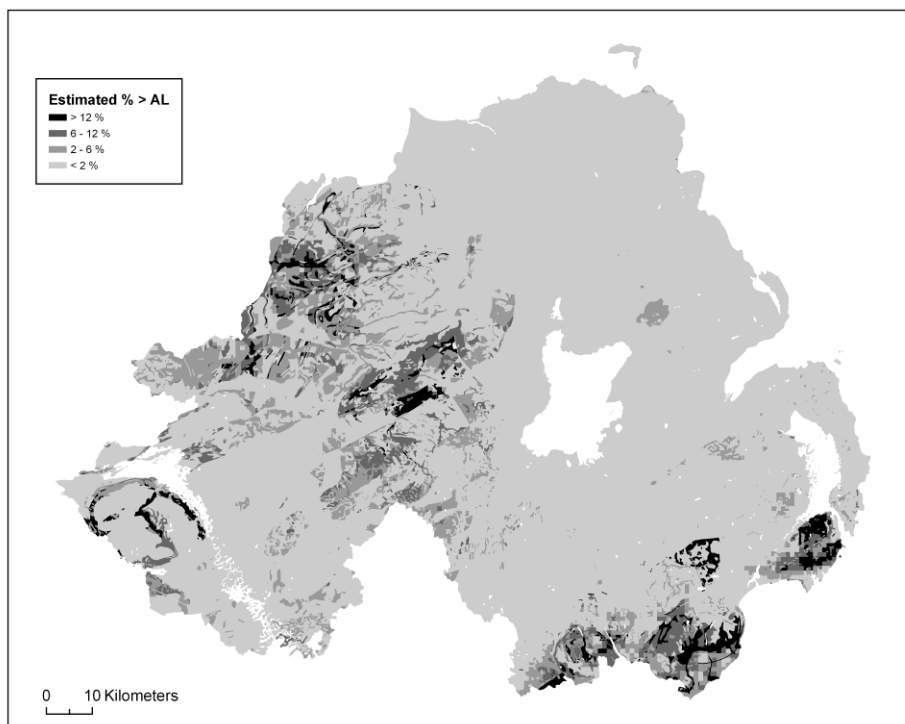 Estimated % > AL
> 12 %
6 - 12 %
2 - 6 %
< 2 %
0 10 Kilometers